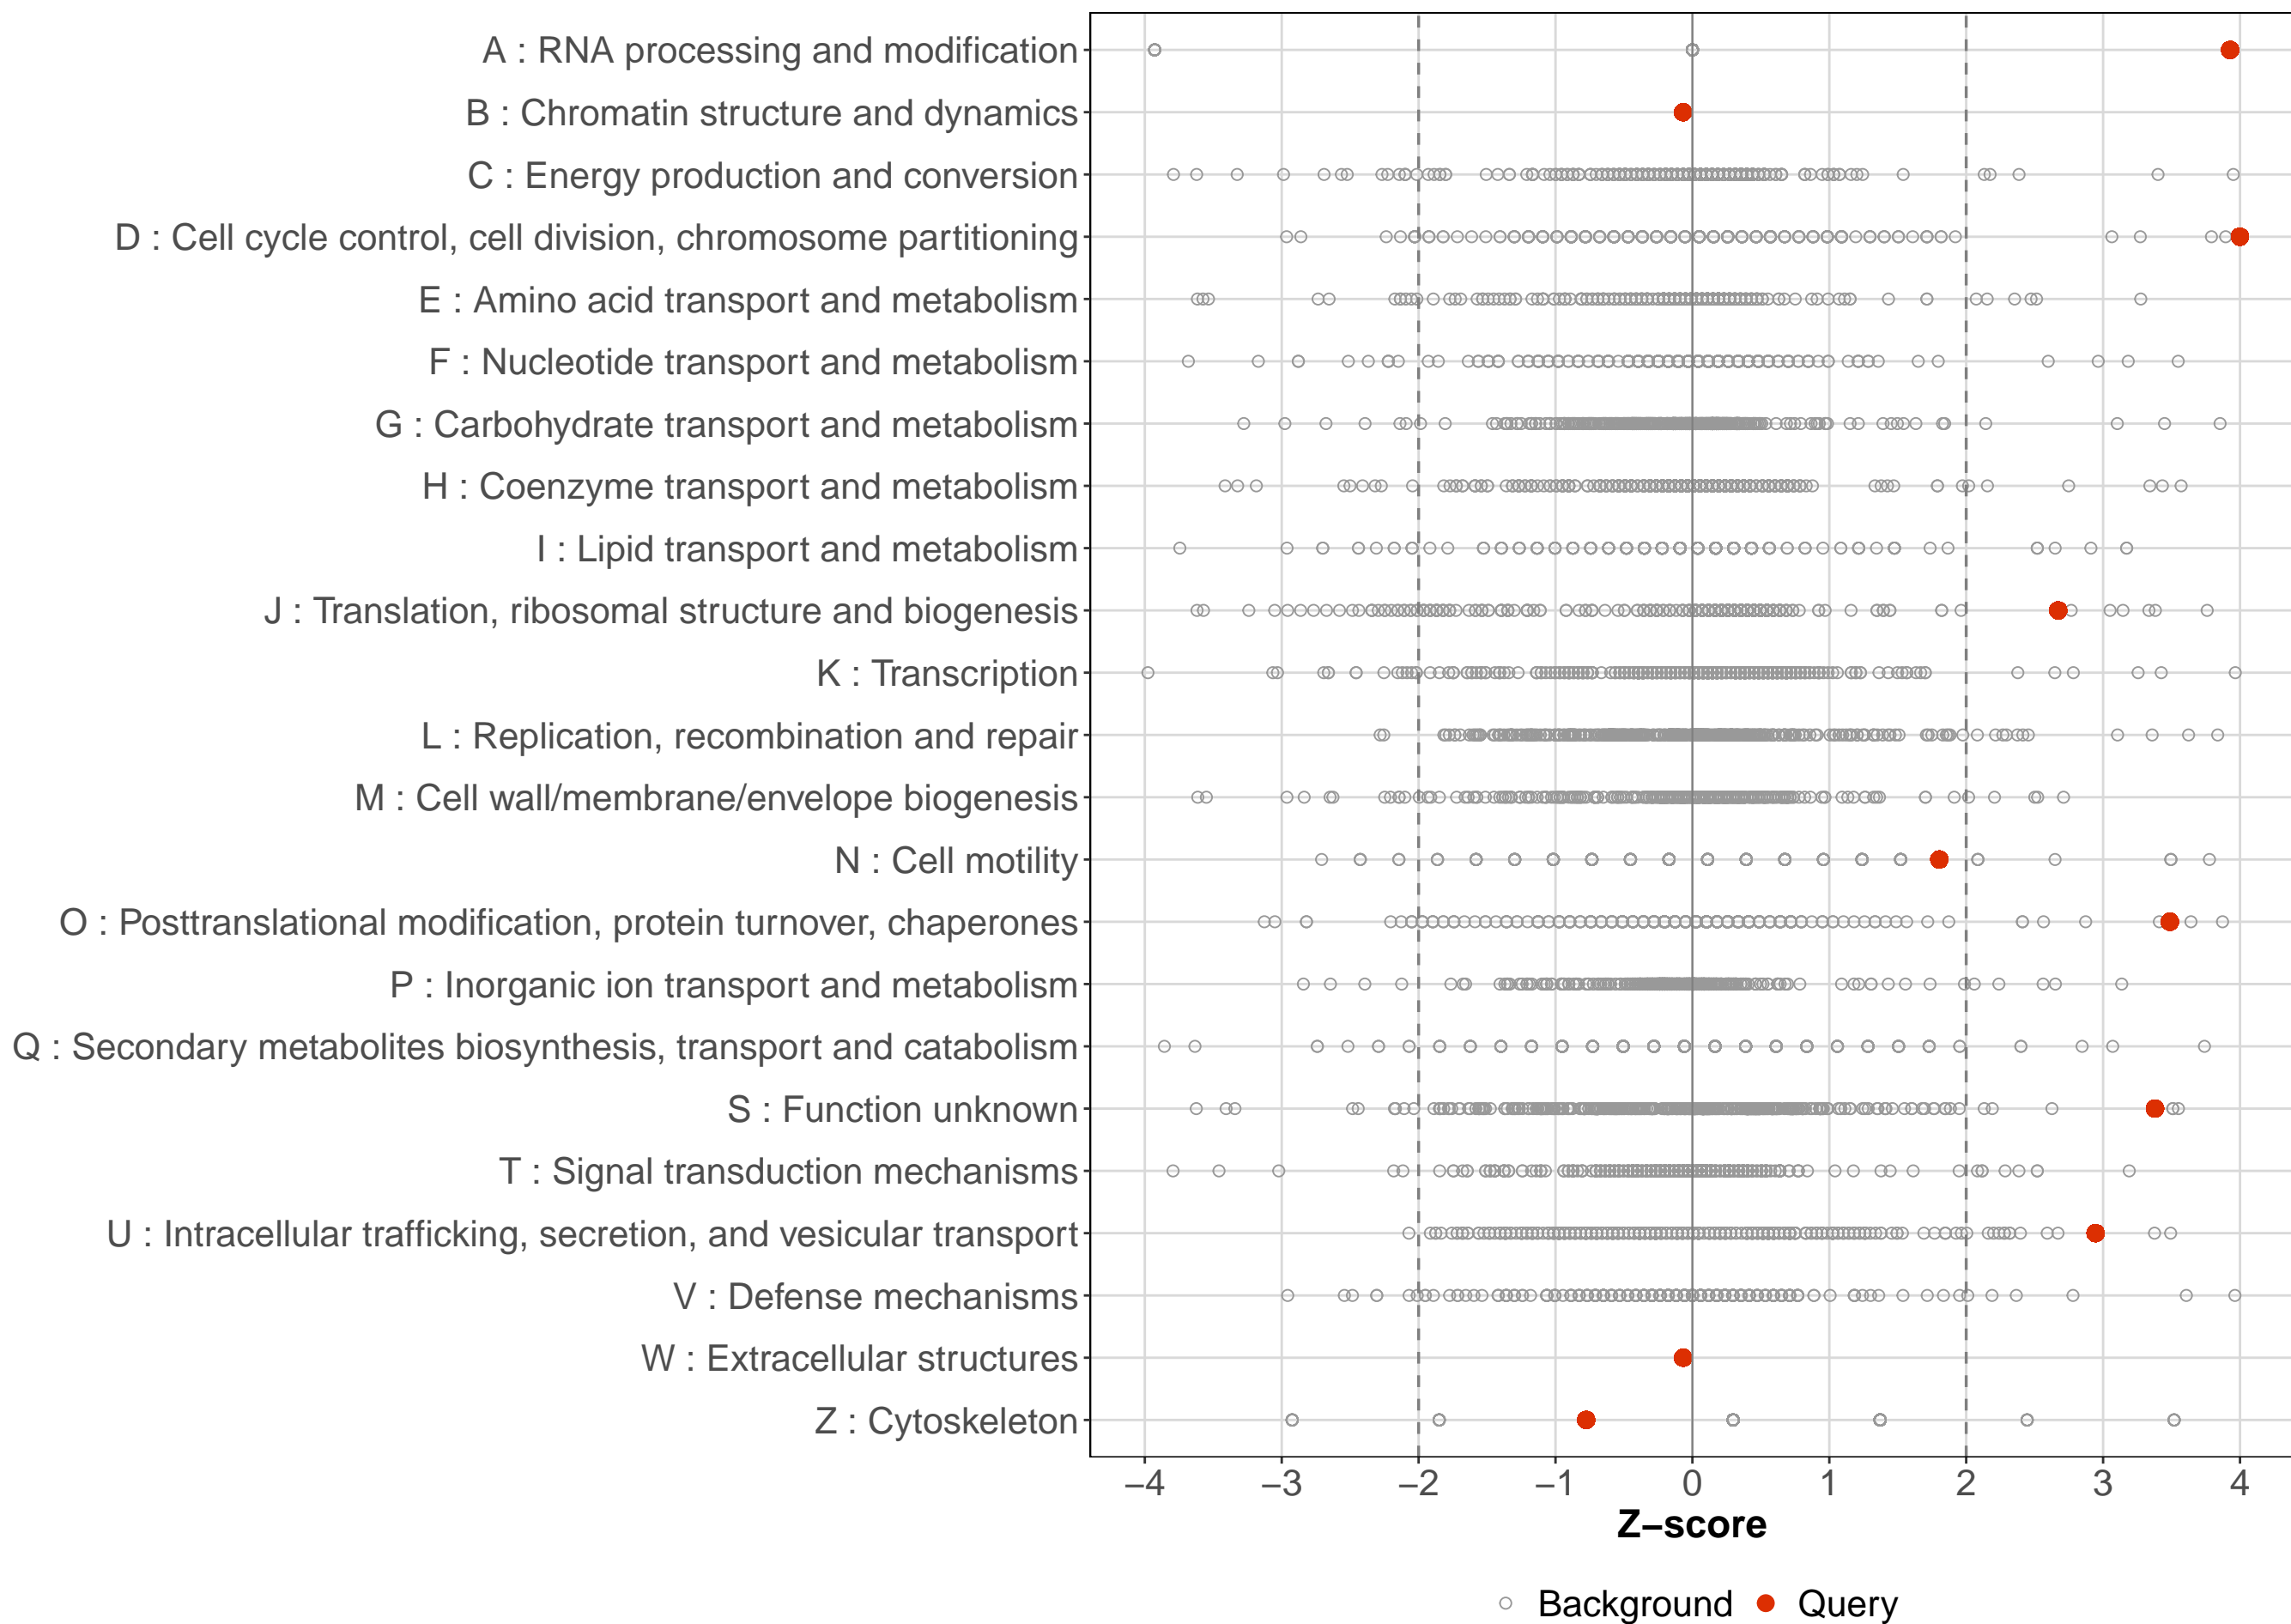 A : RNA processing and modification
B : Chromatin structure and dynamics
C : Energy production and conversion
D : Cell cycle control, cell division, chromosome partitioning
E : Amino acid transport and metabolism
F : Nucleotide transport and metabolism
G : Carbohydrate transport and metabolism
H : Coenzyme transport and metabolism
I : Lipid transport and metabolism
J : Translation, ribosomal structure and biogenesis
K : Transcription
L : Replication, recombination and repair
M : Cell wall/membrane/envelope biogenesis
N : Cell motility
O : Posttranslational modification, protein turnover, chaperones
P : Inorganic ion transport and metabolism
Q : Secondary metabolites biosynthesis, transport and catabolism
S : Function unknown
T : Signal transduction mechanisms
U : Intracellular trafficking, secretion, and vesicular transport
V : Defense mechanisms
W : Extracellular structures
Z : Cytoskeleton
−4 −3 −2 −1 0 1 2 3 4
Z−score
Background Query